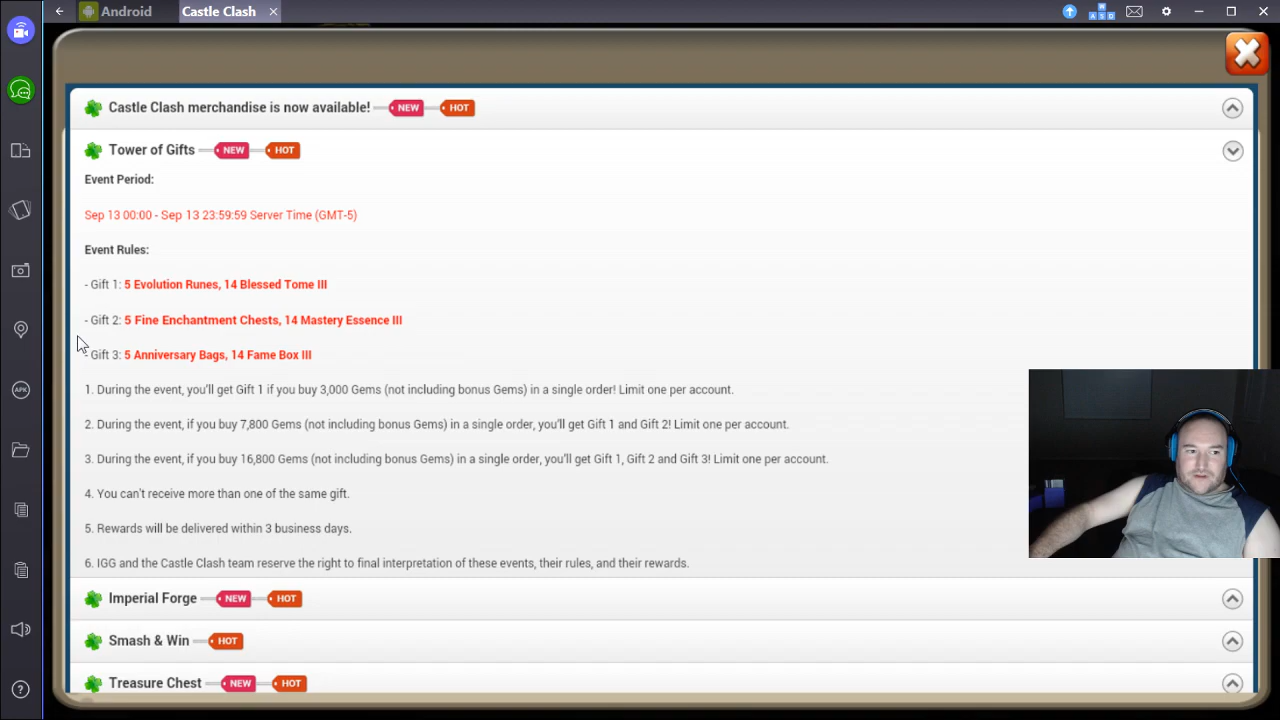 Android
Castle Clash
Castle Clash merchandise is now available! NEW HOT
Tower of Gifts NEW HOT
Event Period:
Sep 13 00:00 - Sep 13 23:59:59 Server Time (GMT-5)
Event Rules:
- Gift 1: 5 Evolution Runes, 14 Blessed Tome III
- Gift 2: 5 Fine Enchantment Chests, 14 Mastery Essence III
- Gift 3: 5 Anniversary Bags, 14 Fame Box III
1. During the event, you'll get Gift 1 if you buy 3,000 Gems (not including bonus Gems) in a single order! Limit one per account.
2. During the event, if you buy 7,800 Gems (not including bonus Gems) in a single order, you'll get Gift 1 and Gift 2! Limit one per account.
3. During the event, if you buy 16,800 Gems (not including bonus Gems) in a single order, you'll get Gift 1, Gift 2 and Gift 3! Limit one per account.
4. You can't receive more than one of the same gift.
5. Rewards will be delivered within 3 business days.
6. IGG and the Castle Clash team reserve the right to final interpretation of these events, their rules, and their rewards.
Imperial Forge NEW HOT
Smash & Win HOT
Treasure Chest NEW HOT
APK